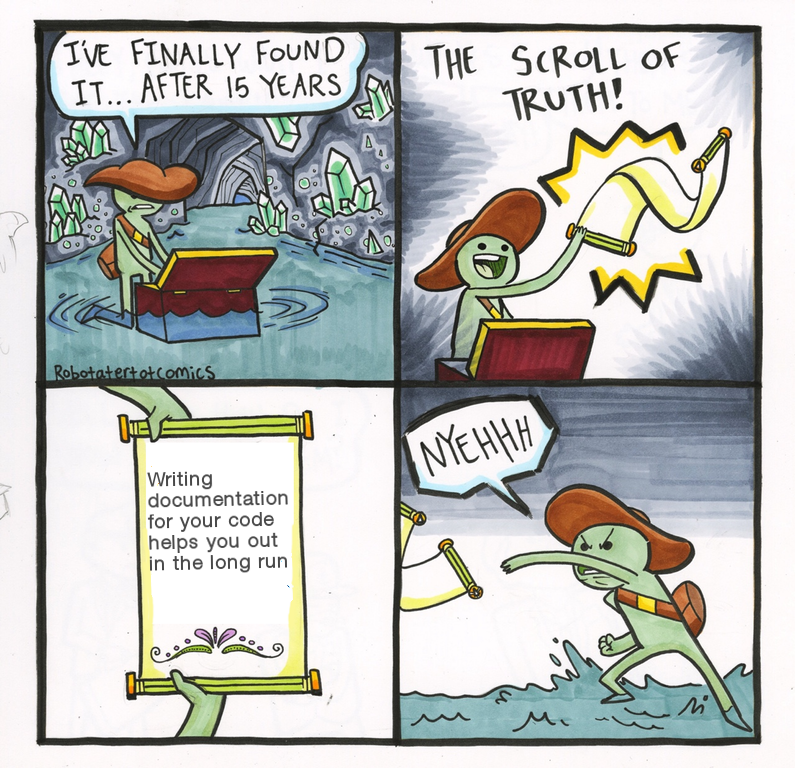 I'VE FINALLY FOUND
IT... AFTER 15 YEARS
Robotatertotcomics
THE SCROLL OF
TRUTH!
Writing
documentation
for your code
helps you out
in the long run
NYEHHH